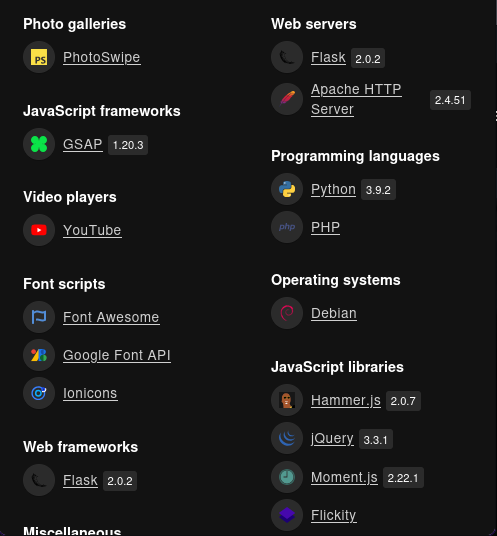 Photo galleries
PS
PhotoSwipe
JavaScript frameworks
GSAP 1.20.3
Video players
YouTube
Font scripts
Font Awesome
Google Font API
Ionicons
Web frameworks
Flask 2.0.2
Miscellaneous
Web servers
Flask 2.0.2
Apache HTTP
Server 2.4.51
Programming languages
Python 3.9.2
php
PHP
Operating systems
Debian
JavaScript libraries
Hammer.js 2.0.7
jQuery 3.3.1
Moment.js 2.22.1
Flickity